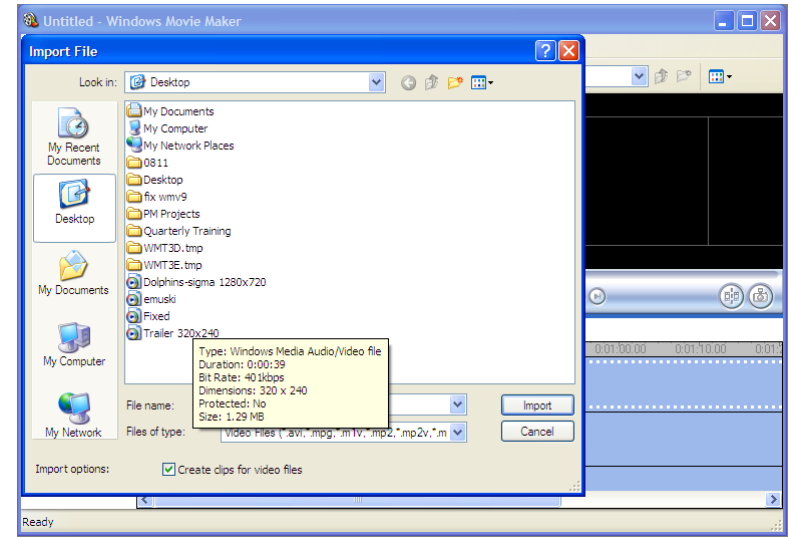 Untitled - Windows Movie Maker
Import File
Look in:
Desktop
My Recent
Documents
Desktop
My Documents
My Computer
My Network
My Documents
My Computer
My Network Places
0811
Desktop
fix wmv9
PM Projects
Quarterly Training
WMT3D.tmp
WMT3E.tmp
Dolphins-sigma 1280x720
emuski
Fixed
Trailer 320x240
Type: Windows Media Audio/Video file
Duration: 0:00:39
Bit Rate: 401kbps
Dimensions: 320 x 240
Protected: No
Size: 1.29 MB
File name:
Import
Files of type:
Video Files (*.avi,*.mpg,*.m1v,*.mp2,*.mp2v,*.m
Cancel
Import options:
Create clips for video files
0:01:00.00
0:01:10.00
0:01:
Ready